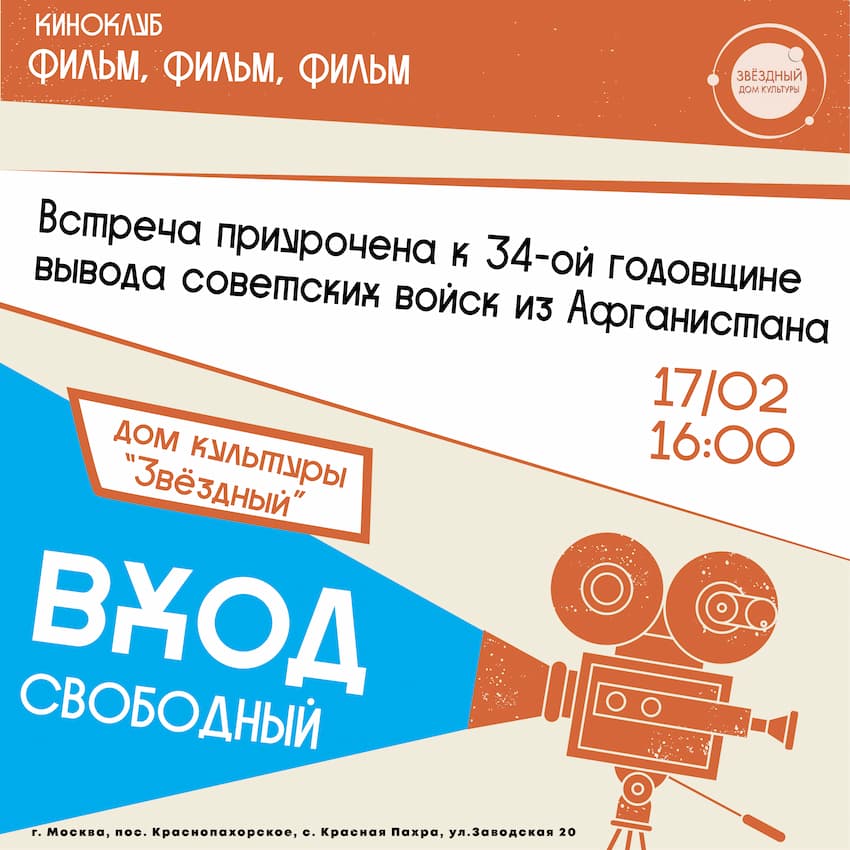 КИНОКЛУБ
ФИЛЬМ, ФИЛЬМ, ФИЛЬМ
ЗВЁЗДНЫЙ
ДОМ КУЛЬТУРЫ
Встреча приурочена к 34-ой годовщине
вывода советских войск из Афганистана
17/02
16:00
дом культуры
“Звёздный”
ВХОД
СВОБОДНЫЙ
г. Москва, пос. Краснопахорское, с. Красная Пахра, ул.Заводская 20